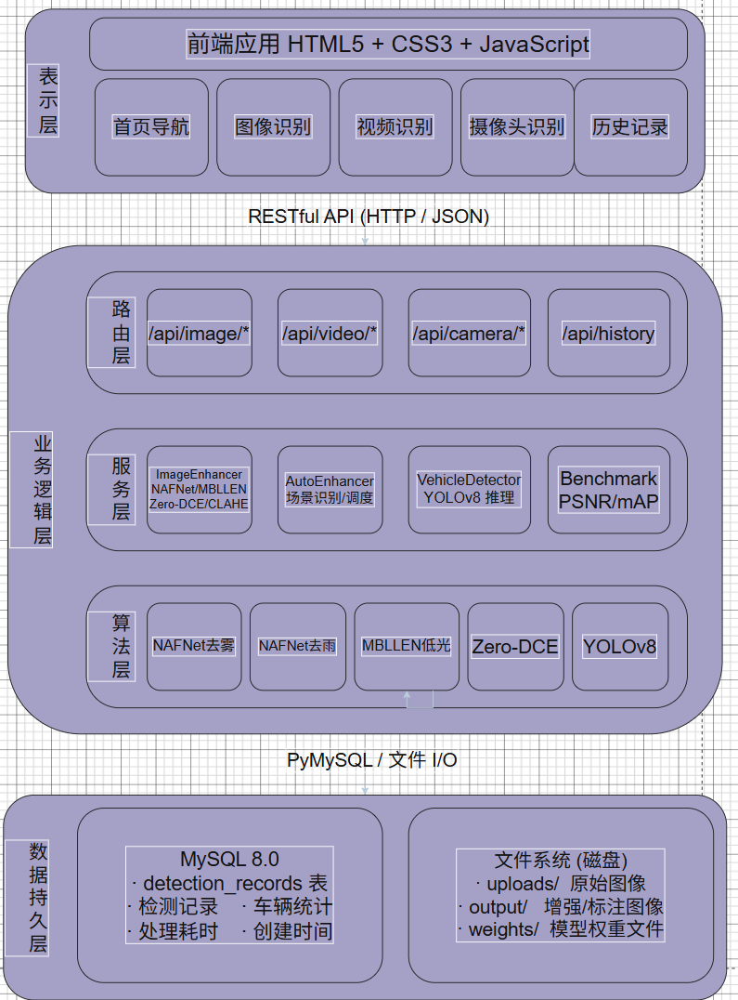 前端应用 HTML5 + CSS3 + JavaScript
表示层
首页导航
图像识别
视频识别
摄像头识别
历史记录
RESTful API (HTTP / JSON)
业务逻辑层
路由层
/api/image/*
/api/video/*
/api/camera/*
/api/history
服务层
ImageEnhancer
NAFNet/MBLLEN
Zero-DCE/CLAHE
AutoEnhancer
场景识别/调度
VehicleDetector
YOLOv8 推理
Benchmark
PSNR/mAP
算法层
NAFNet去雾
NAFNet去雨
MBLLEN低光
Zero-DCE
YOLOv8
PyMySQL / 文件 I/O
数据持久层
MySQL 8.0
· detection_records 表
· 检测记录 · 车辆统计
· 处理耗时 · 创建时间
文件系统 (磁盘)
· uploads/ 原始图像
· output/ 增强/标注图像
· weights/ 模型权重文件